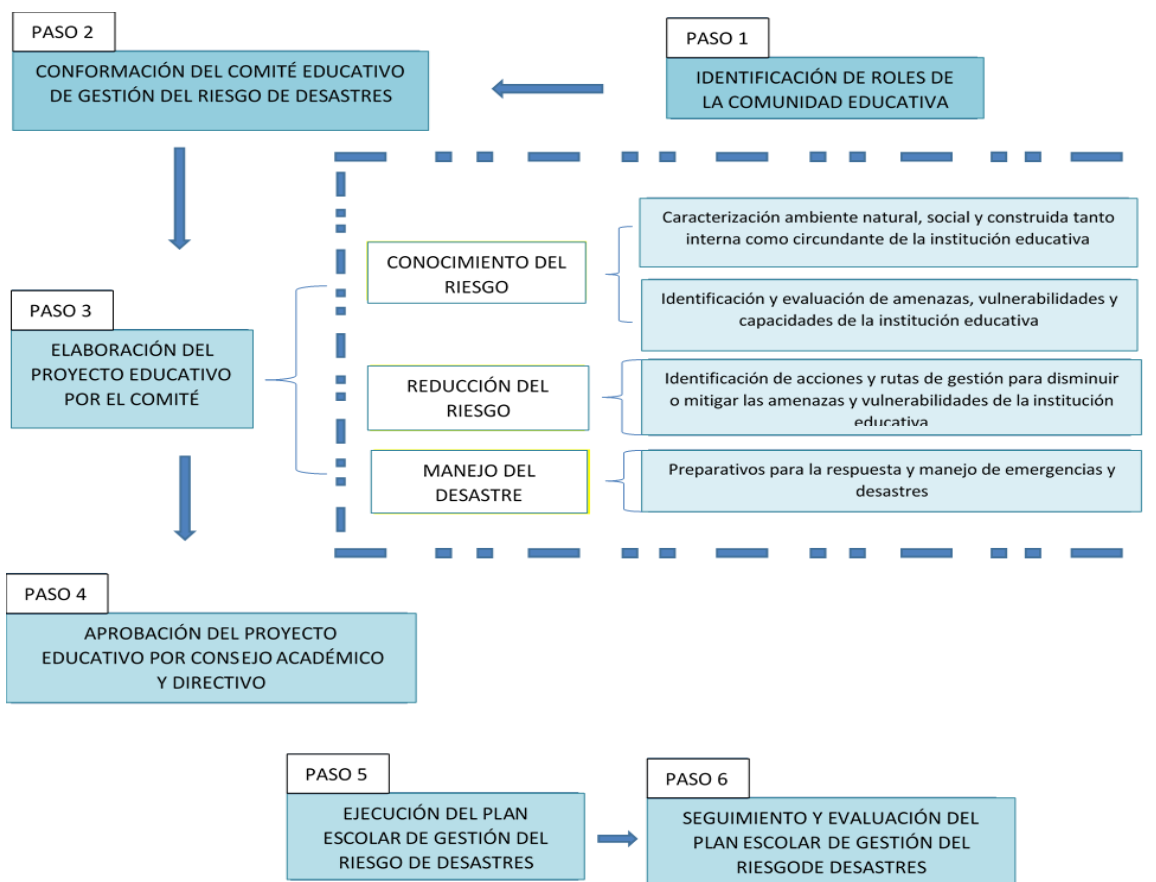 PASO 1
IDENTIFICACIÓN DE ROLES DE
LA COMUNIDAD EDUCATIVA
PASO 2
CONFORMACIÓN DEL COMITÉ EDUCATIVO
DE GESTIÓN DEL RIESGO DE DESASTRES
PASO 3
ELABORACIÓN DEL
PROYECTO EDUCATIVO
POR EL COMITÉ
CONOCIMIENTO DEL
RIESGO
Caracterización ambiente natural, social y construida tanto
interna como circundante de la institución educativa
Identificación y evaluación de amenazas, vulnerabilidades y
capacidades de la institución educativa
REDUCCIÓN DEL
RIESGO
Identificación de acciones y rutas de gestión para disminuir
o mitigar las amenazas y vulnerabilidades de la institución
educativa
MANEJO DEL
DESASTRE
Preparativos para la respuesta y manejo de emergencias y
desastres
PASO 4
APROBACIÓN DEL PROYECTO
EDUCATIVO POR CONSEJO ACADÉMICO
Y DIRECTIVO
PASO 5
EJECUCIÓN DEL PLAN
ESCOLAR DE GESTIÓN DEL
RIESGO DE DESASTRES
PASO 6
SEGUIMIENTO Y EVALUACIÓN DEL
PLAN ESCOLAR DE GESTIÓN DEL
RIESGODE DESASTRES